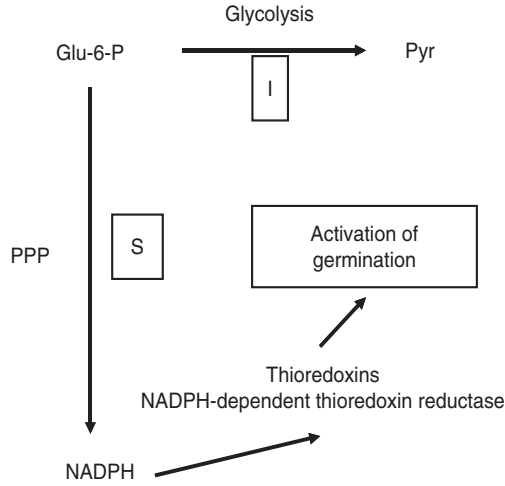 Glycolysis
Glu-6-P
Pyr
I
PPP
S
Activation of
germination
Thioredoxins
NADPH-dependent thioredoxin reductase
NADPH